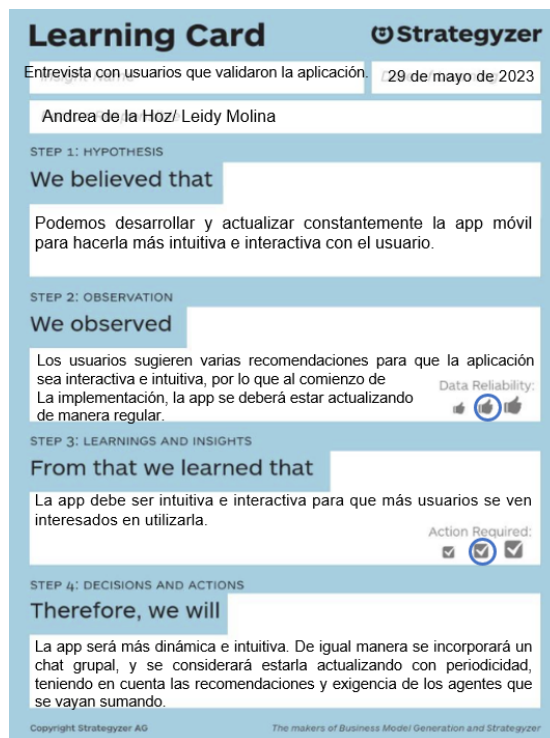 Learning Card
Strategyzer
Entrevista con usuarios que validaron la aplicación.
29 de mayo de 2023
Andrea de la Hoz/ Leidy Molina
STEP 1: HYPOTHESIS
We believed that
Podemos desarrollar y actualizar constantemente la app móvil
para hacerla más intuitiva e interactiva con el usuario.
STEP 2: OBSERVATION
We observed
Los usuarios sugieren varias recomendaciones para que la aplicación
sea interactiva e intuitiva, por lo que al comienzo de
La implementación, la app se deberá estar actualizando
de manera regular.
Data Reliability:
STEP 3: LEARNINGS AND INSIGHTS
From that we learned that
La app debe ser intuitiva e interactiva para que más usuarios se ven
interesados en utilizarla.
Action Required:
STEP 4: DECISIONS AND ACTIONS
Therefore, we will
La app será más dinámica e intuitiva. De igual manera se incorporará un
chat grupal, y se considerará estarla actualizando con periodicidad,
teniendo en cuenta las recomendaciones y exigencia de los agentes que
se vayan sumando.
Copyright Strategyzer AG
The makers of Business Model Generation and Strategyzer